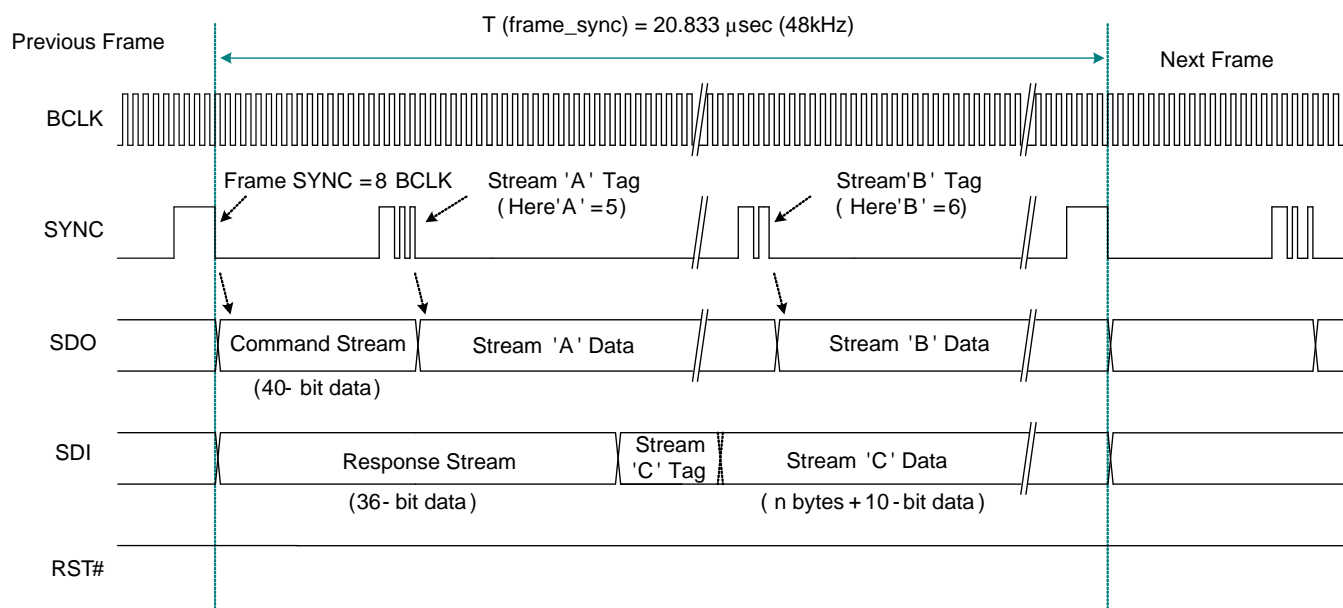 T (frame_sync) = 20.833 μsec (48kHz)
Previous Frame
Next Frame
BCLK
Frame SYNC = 8 BCLK
Stream 'A' Tag
(Here 'A' = 5)
Stream 'B' Tag
(Here 'B' = 6)
SYNC
SDO
Command Stream
Stream 'A' Data
Stream 'B' Data
(40- bit data)
SDI
Response Stream
Stream
'C' Tag
Stream 'C' Data
(36- bit data)
( n bytes + 10 - bit data)
RST#